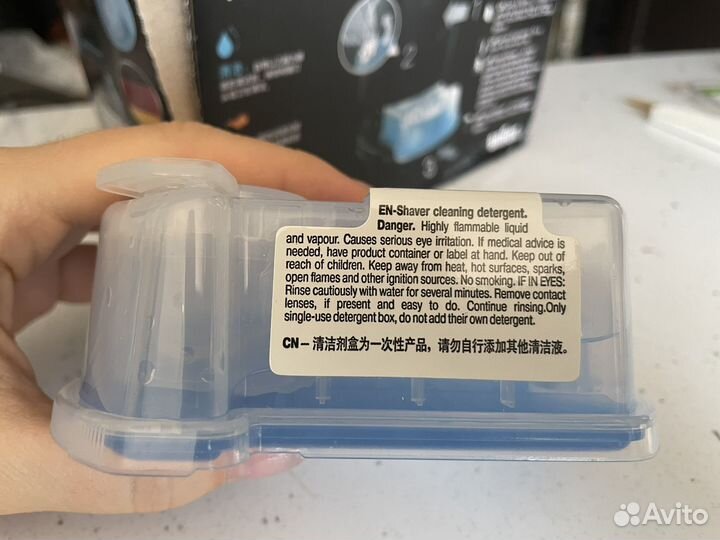 2
EN-Shaver cleaning detergent.
Danger. Highly flammable liquid
and vapour. Causes serious eye irritation. If medical advice is
needed, have product container or label at hand. Keep out of
reach of children. Keep away from heat, hot surfaces, sparks,
open flames and other ignition sources. No smoking. IF IN EYES:
Rinse cautiously with water for several minutes. Remove contact
lenses, if present and easy to do. Continue rinsing.Only
single-use detergent box, do not add their own detergent.
CN – 清洁剂盒为一次性产品，请勿自行添加其他清洁液。
Avito